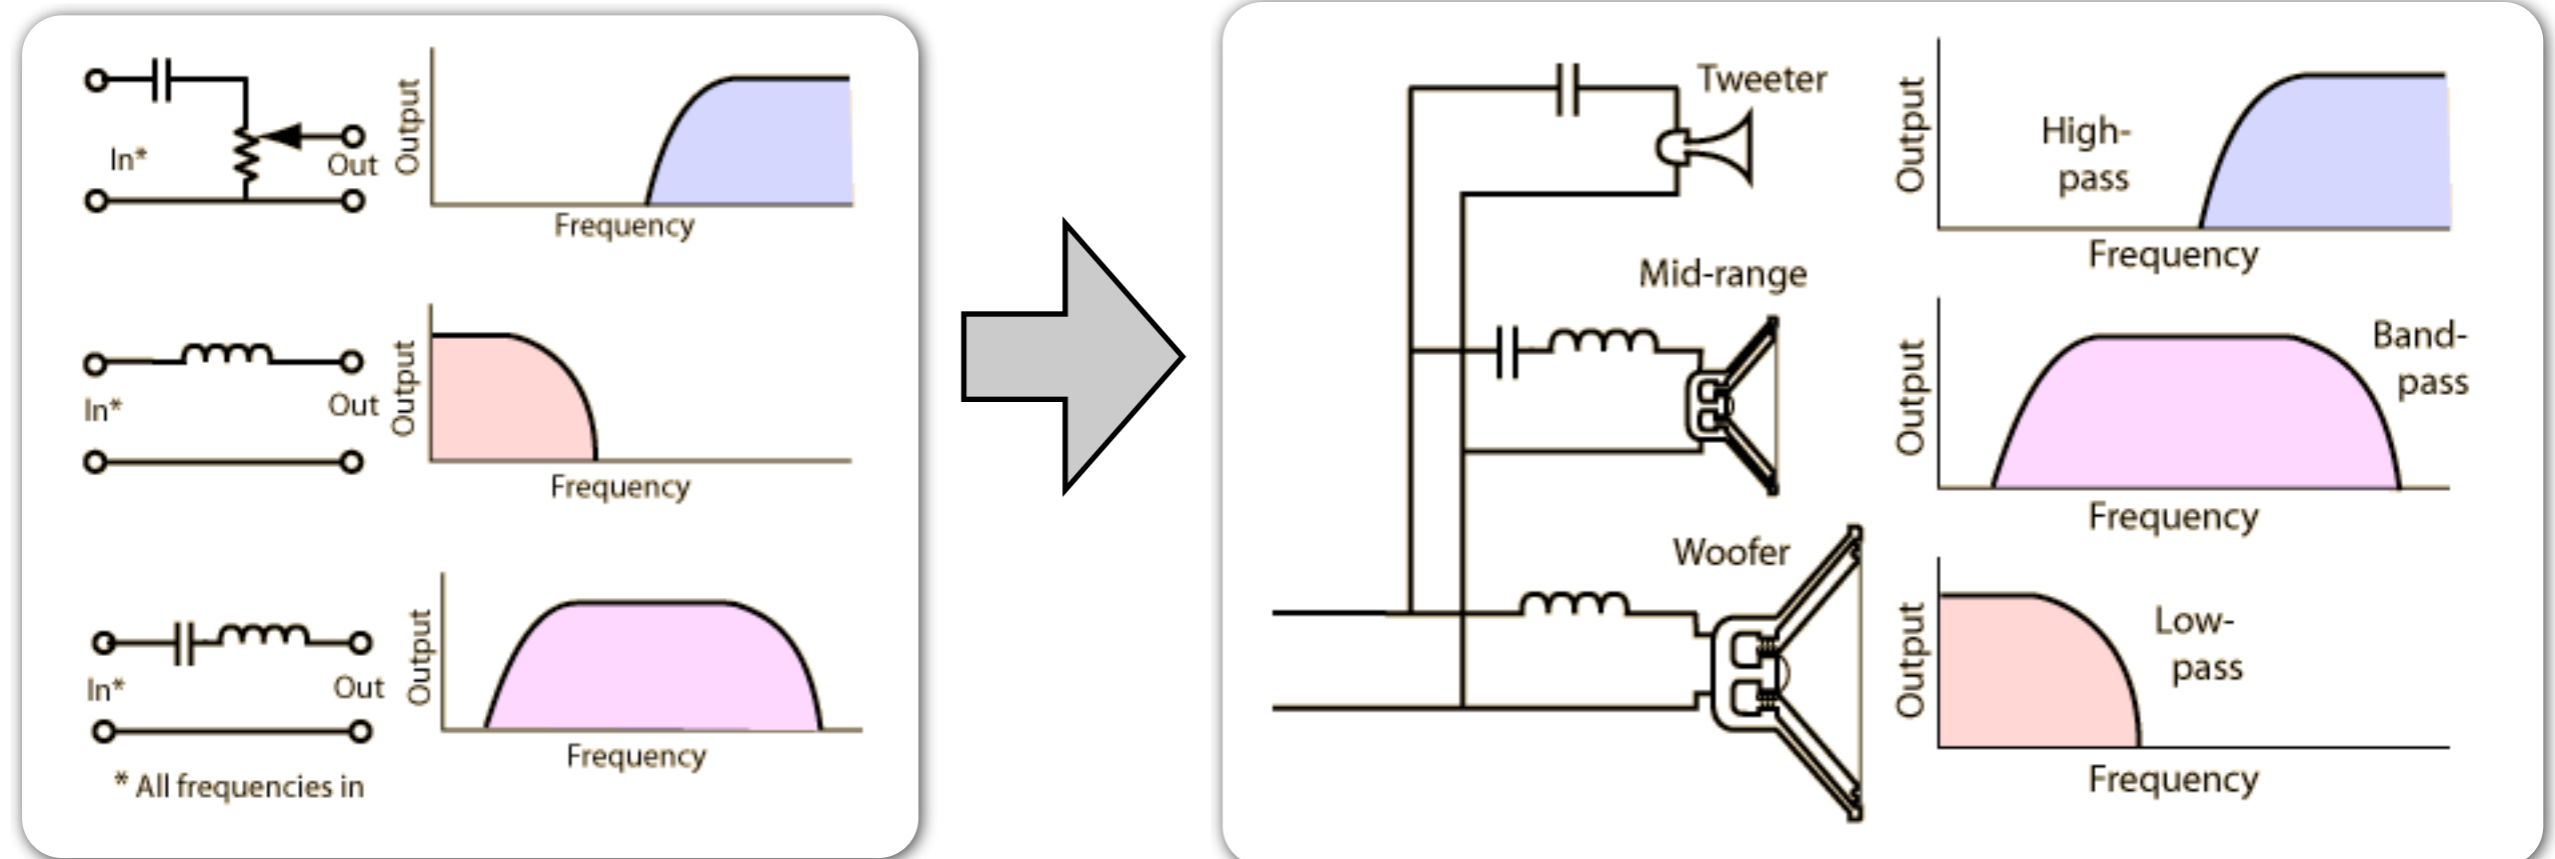 In*
Out
Output
Frequency
In*
Out
Output
Frequency
In*
Out
Output
Frequency
* All frequencies in
Tweeter
Output
High-
pass
Frequency
Mid-range
Output
Band-
pass
Frequency
Woofer
Output
Low-
pass
Frequency